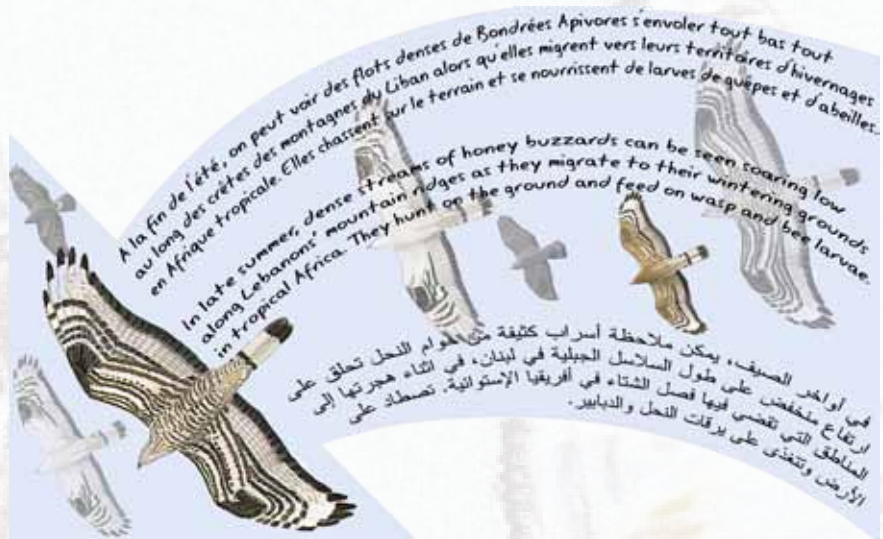 A la fin de l'été, on peut voir des flots denses de Bondrées Apivores s'envoler tout bas tout
au long des crêtes des montagnes du Liban alors qu'elles migrent vers leurs territoires d'hivernages
en Afrique tropicale. Elles chassent sur le terrain et se nourrissent de larves de guêpes et d'abeilles.
In late summer, dense streams of honey buzzards can be seen soaring low
along Lebanons' mountain ridges as they migrate to their wintering grounds
in tropical Africa. They hunt on the ground and feed on wasp and bee larvae.
في أواخر الصيف، يمكن ملاحظة أسراب كثيفة من حوام النحل تحلق على
ارتفاع منخفض على طول السلاسل الجبلية في لبنان، في اثناء هجرتها إلى
المناطق التي تقضي فيها فصل الشتاء في أفريقيا الإستوائية. تصطاد على
الأرض وتتغذى على يرقات النحل والدبابير.